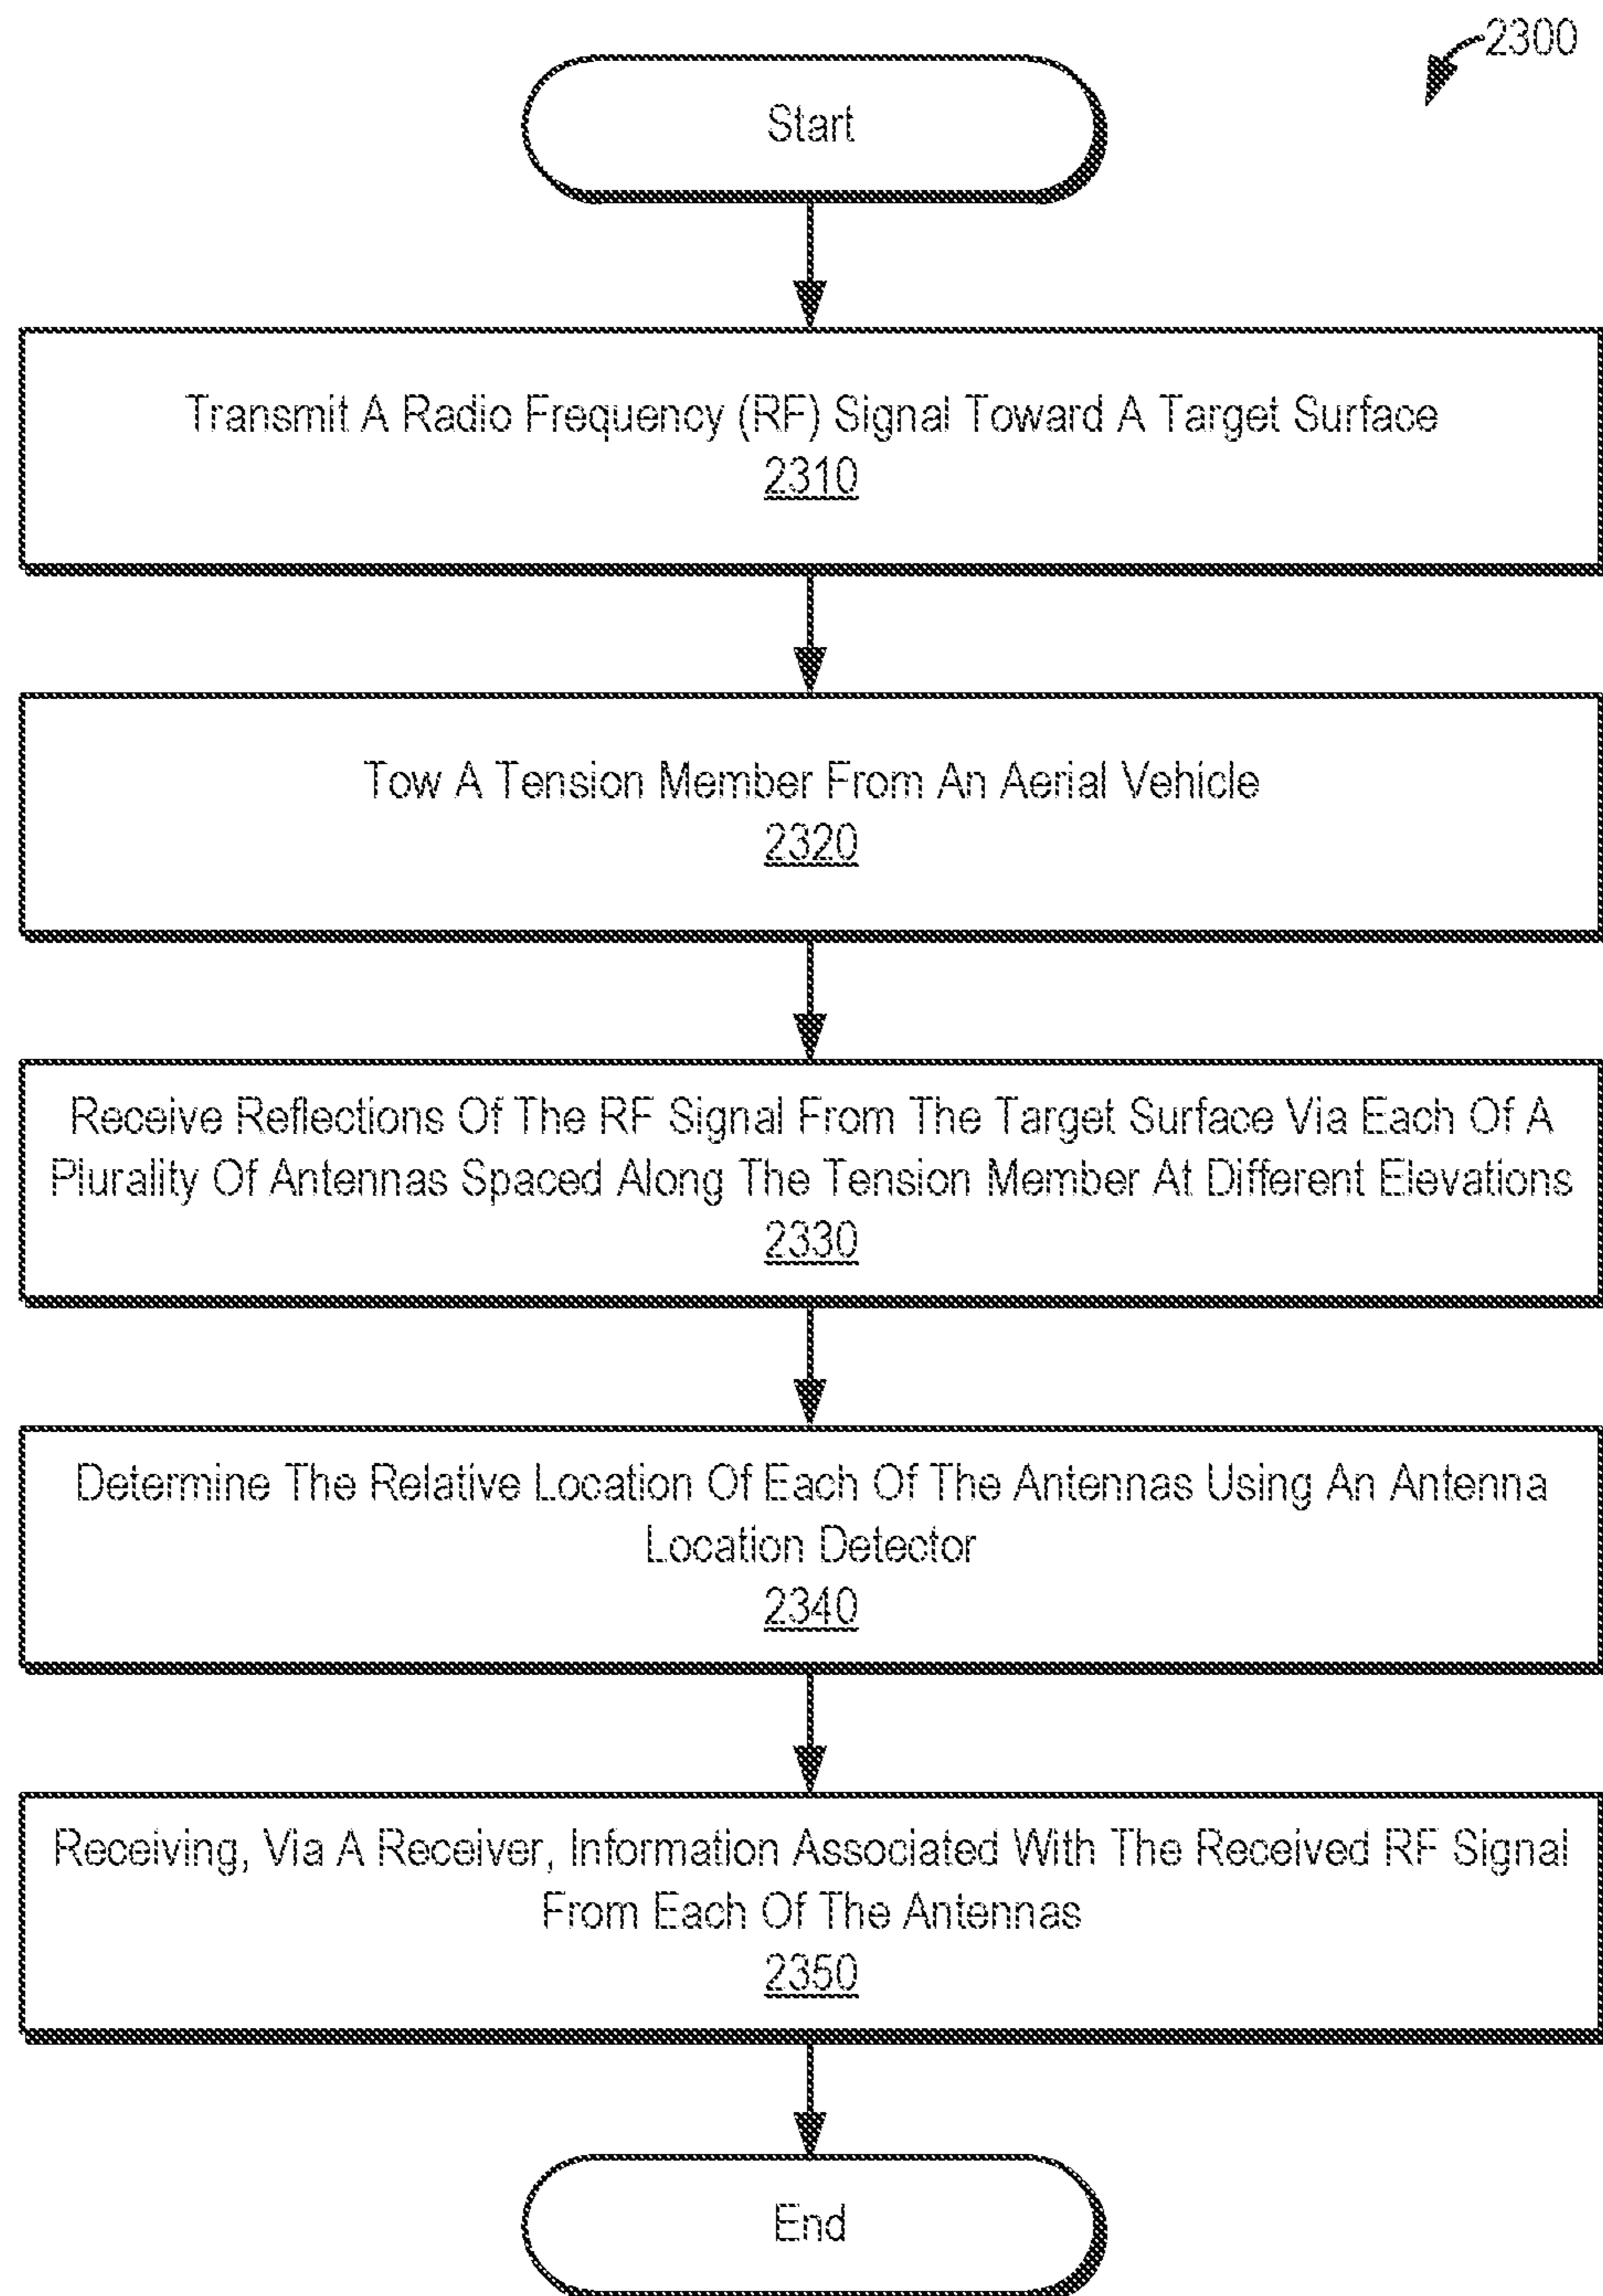 2300
Start
Transmit A Radio Frequency (RF) Signal Toward A Target Surface
2310
Tow A Tension Member From An Aerial Vehicle
2320
Receive Reflections Of The RF Signal From The Target Surface Via Each Of A
Plurality Of Antennas Spaced Along The Tension Member At Different Elevations
2330
Determine The Relative Location Of Each Of The Antennas Using An Antenna
Location Detector
2340
Receiving, Via A Receiver, Information Associated With The Received RF Signal
From Each Of The Antennas
2350
End